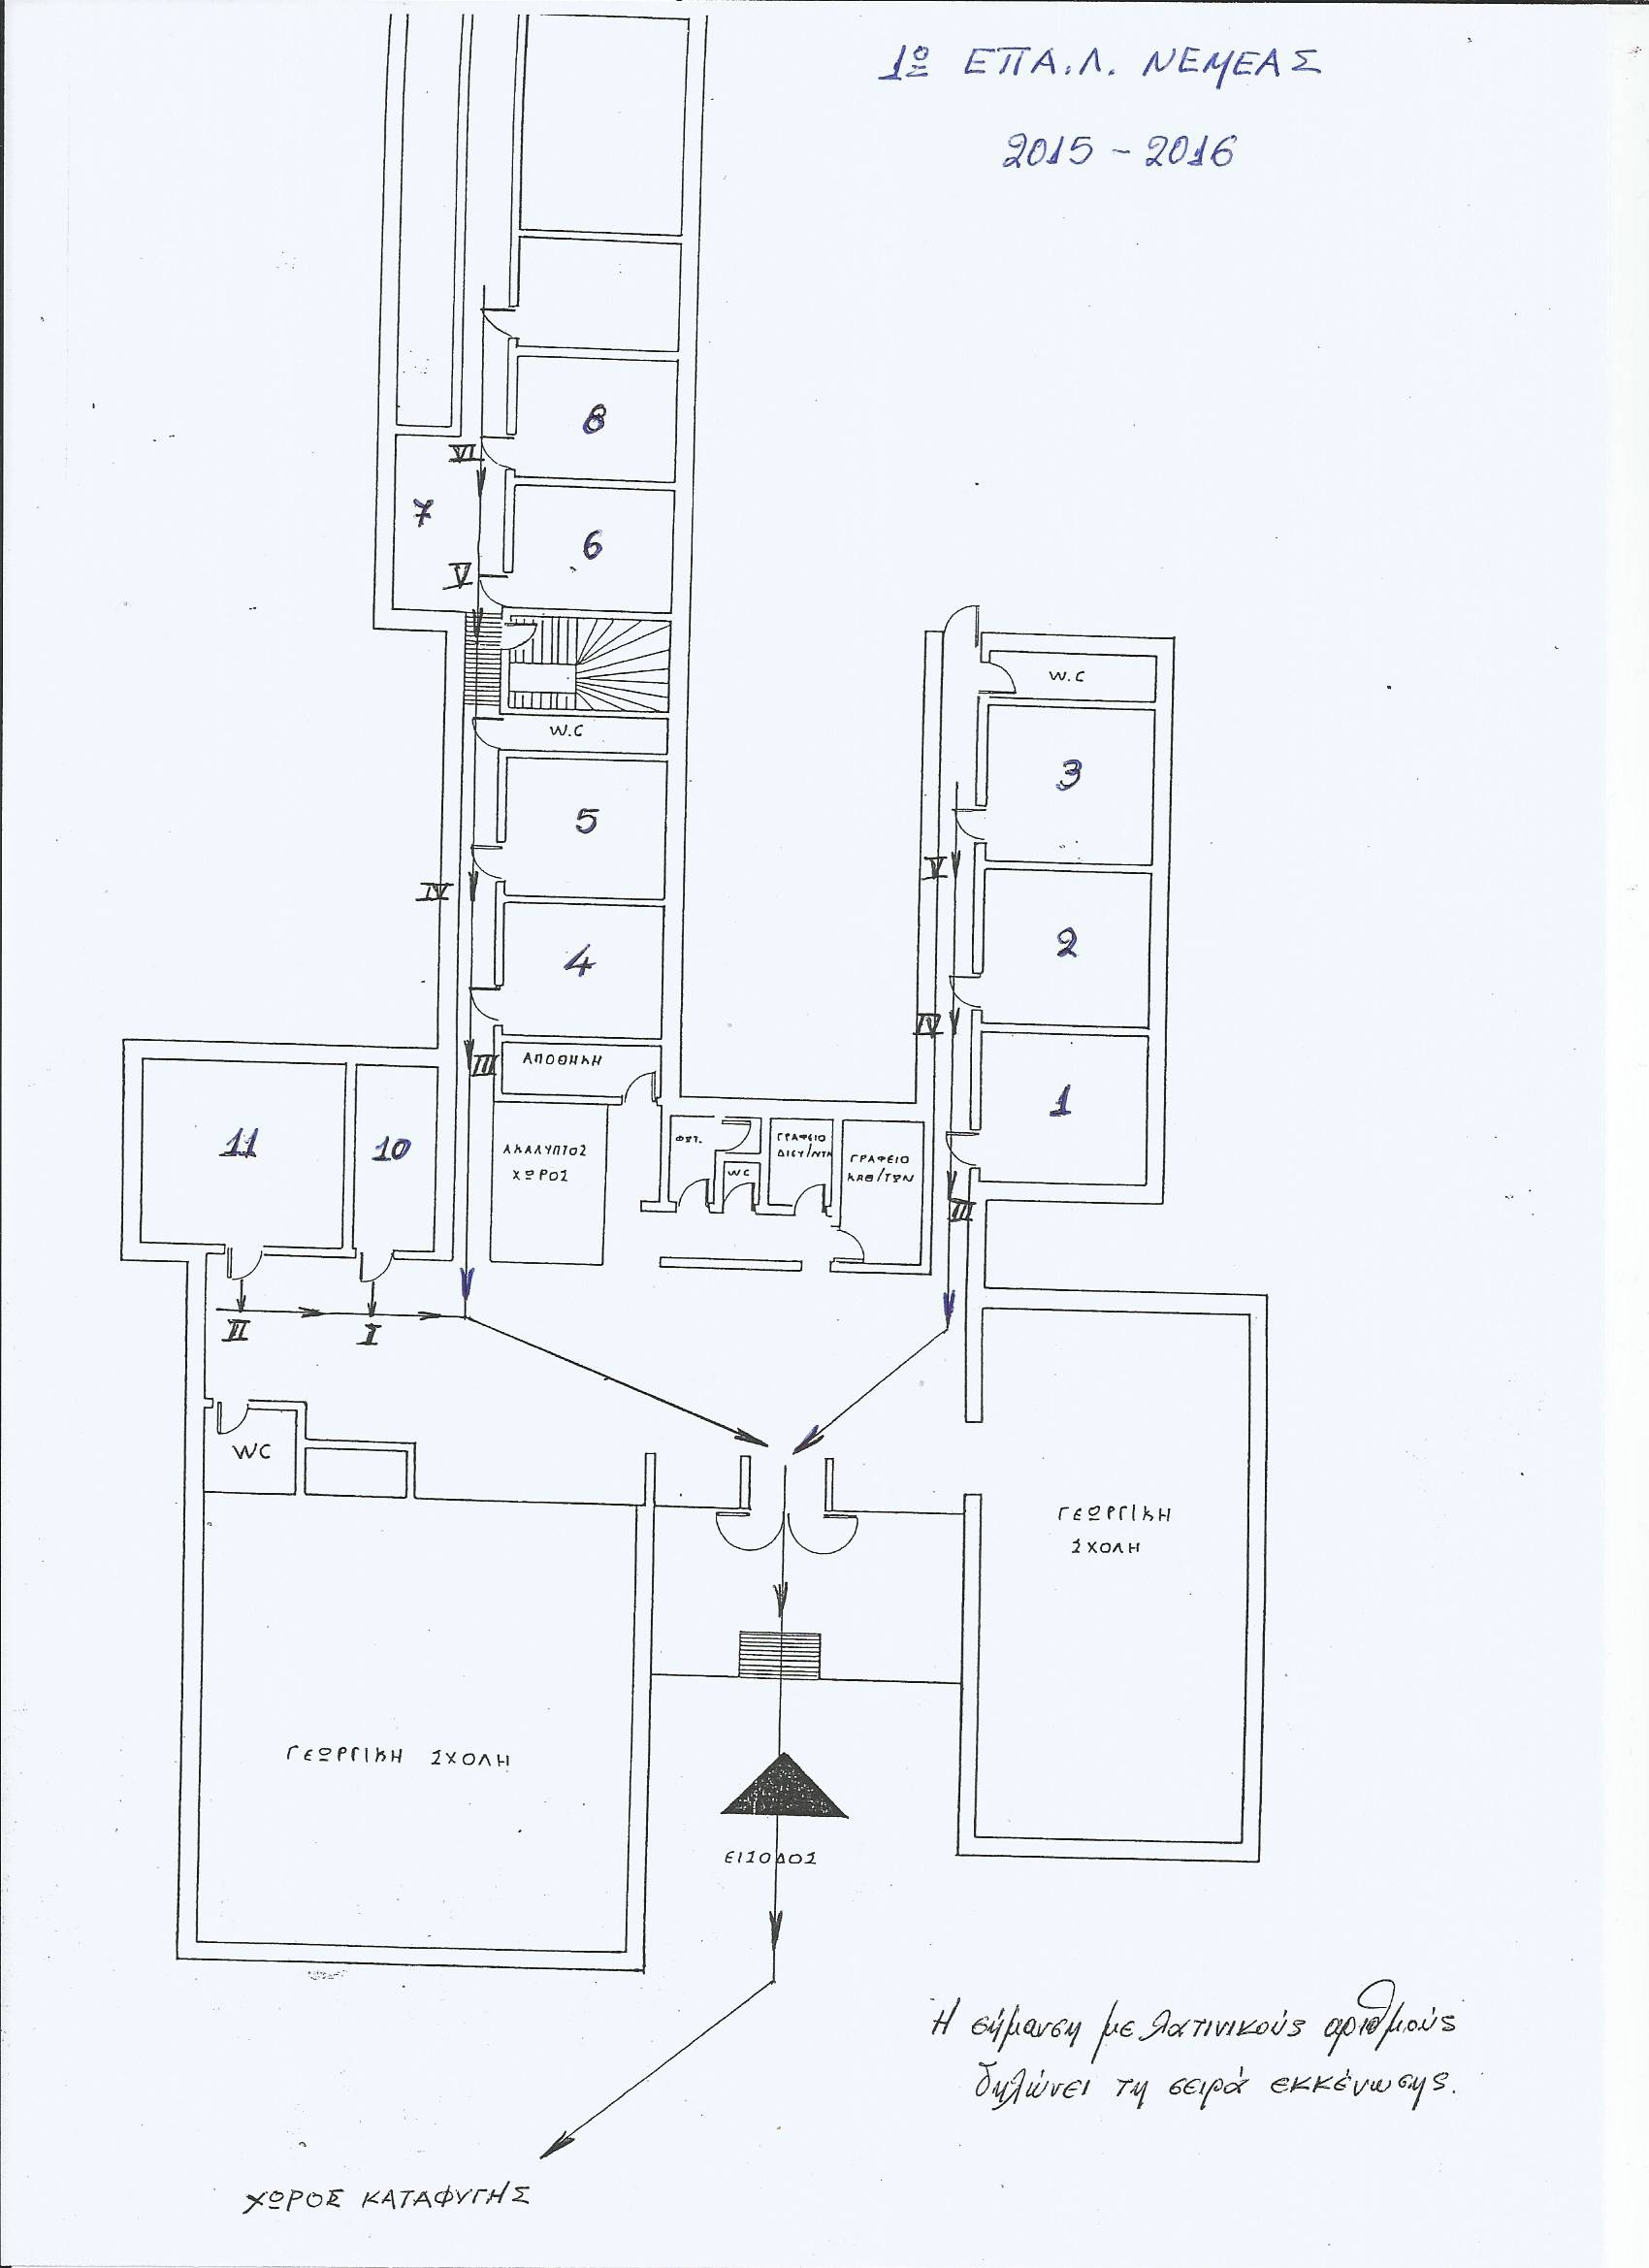 1º ΕΠΑ.Λ. ΝΕΜΕΑΣ
2015 - 2016
8
VI
7
6
V
W.C
W.C
3
5
V
IV
2
4
IV
III
ΑΠΟΘΗΚΗ
1
11
10
ΑΚΑΛΥΠΤΟΣ
ΧΩΡΟΣ
ΦΩΤ.
WC
ΓΡΑΦΕΙΟ
ΔΙΕΥ/ΝΤΗ
ΓΡΑΦΕΙΟ
ΚΑΘ/ΤΩΝ
III
II
I
WC
ΓΕΩΡΓΙΚΗ
ΣΧΟΛΗ
ΓΕΩΡΓΙΚΗ ΣΧΟΛΗ
ΕΙΣΟΔΟΣ
Η σήμανση με λατινικούς αριθμούς
δηλώνει τη σειρά εκκένωσης.
ΧΩΡΟΣ ΚΑΤΑΦΥΓΗΣ